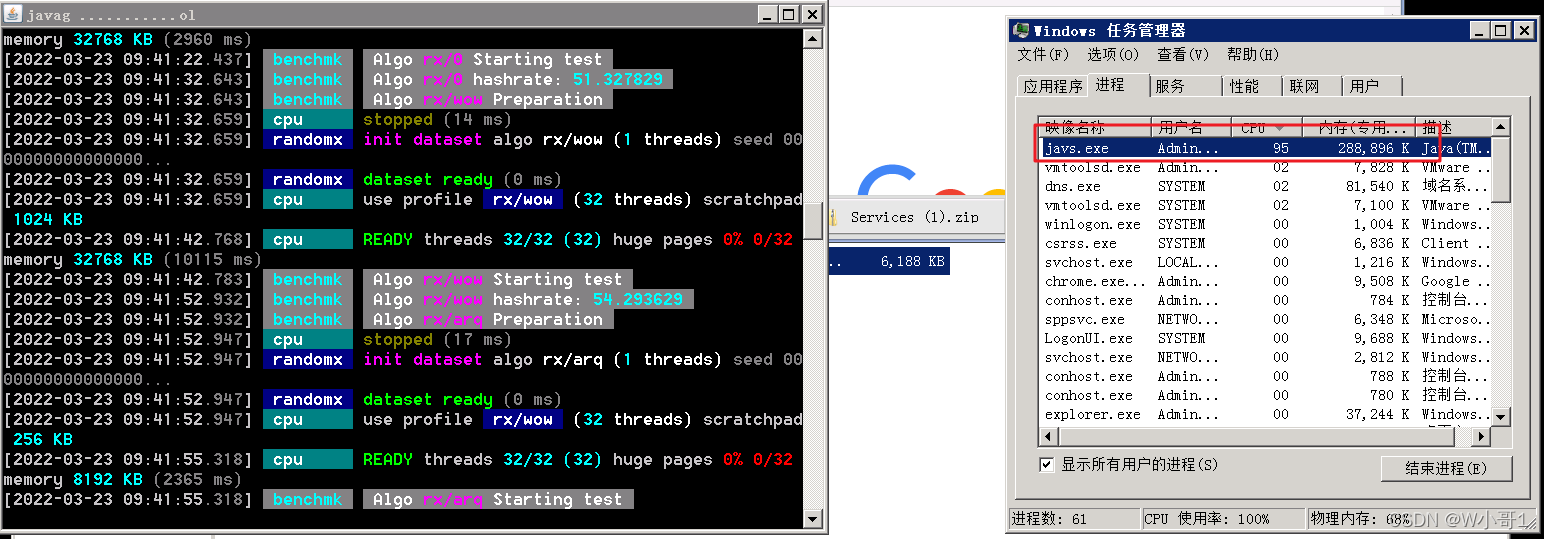 javag ...........ol
memory 32768 KB (2960 ms)
[2022-03-23 09:41:22.437] benchmk Algo rx/0 Starting test
[2022-03-23 09:41:32.643] benchmk Algo rx/0 hashrate: 51.327829
[2022-03-23 09:41:32.643] benchmk Algo rx/wow Preparation
[2022-03-23 09:41:32.659] cpu stopped (14 ms)
[2022-03-23 09:41:32.659] randomx init dataset algo rx/wow (1 threads) seed 00
00000000000000...
[2022-03-23 09:41:32.659] randomx dataset ready (0 ms)
[2022-03-23 09:41:32.659] cpu use profile rx/wow (32 threads) scratchpad
1024 KB
[2022-03-23 09:41:42.768] cpu READY threads 32/32 (32) huge pages 0% 0/32
memory 32768 KB (10115 ms)
[2022-03-23 09:41:42.783] benchmk Algo rx/wow Starting test
[2022-03-23 09:41:52.932] benchmk Algo rx/wow hashrate: 54.293629
[2022-03-23 09:41:52.932] benchmk Algo rx/arq Preparation
[2022-03-23 09:41:52.947] cpu stopped (17 ms)
[2022-03-23 09:41:52.947] randomx init dataset algo rx/arq (1 threads) seed 00
00000000000000...
[2022-03-23 09:41:52.947] randomx dataset ready (0 ms)
[2022-03-23 09:41:52.947] cpu use profile rx/wow (32 threads) scratchpad
256 KB
[2022-03-23 09:41:55.318] cpu READY threads 32/32 (32) huge pages 0% 0/32
memory 8192 KB (2365 ms)
[2022-03-23 09:41:55.318] benchmk Algo rx/arq Starting test
Services (1).zip
.. 6,188 KB
Windows 任务管理器
文件(F) 选项(O) 查看(V) 帮助(H)
应用程序 进程 服务 性能 联网 用户
映像名称 用户名 CPU 内存(专用... 描述
javs.exe Admin... 95 288,896 K Java(TM...
vmtoolsd.exe Admin... 02 7,828 K VMware ...
dns.exe SYSTEM 02 81,540 K 域名系...
vmtoolsd.exe SYSTEM 02 7,100 K VMware ...
winlogon.exe SYSTEM 00 1,004 K Windows...
csrss.exe SYSTEM 00 6,836 K Client ...
svchost.exe LOCAL... 00 1,216 K Windows...
chrome.exe... Admin... 00 9,508 K Google ...
conhost.exe Admin... 00 784 K 控制台...
sppsvc.exe NETWO... 00 6,348 K Microso...
LogonUI.exe SYSTEM 00 9,688 K Windows...
svchost.exe NETWO... 00 2,812 K Windows...
conhost.exe Admin... 00 788 K 控制台...
conhost.exe Admin... 00 780 K 控制台...
explorer.exe Admin... 00 37,244 K Windows...
显示所有用户的进程(S) 结束进程(E)
进程数: 61 CPU 使用率: 100% 物理内存: 68%
CSDN @W小哥1